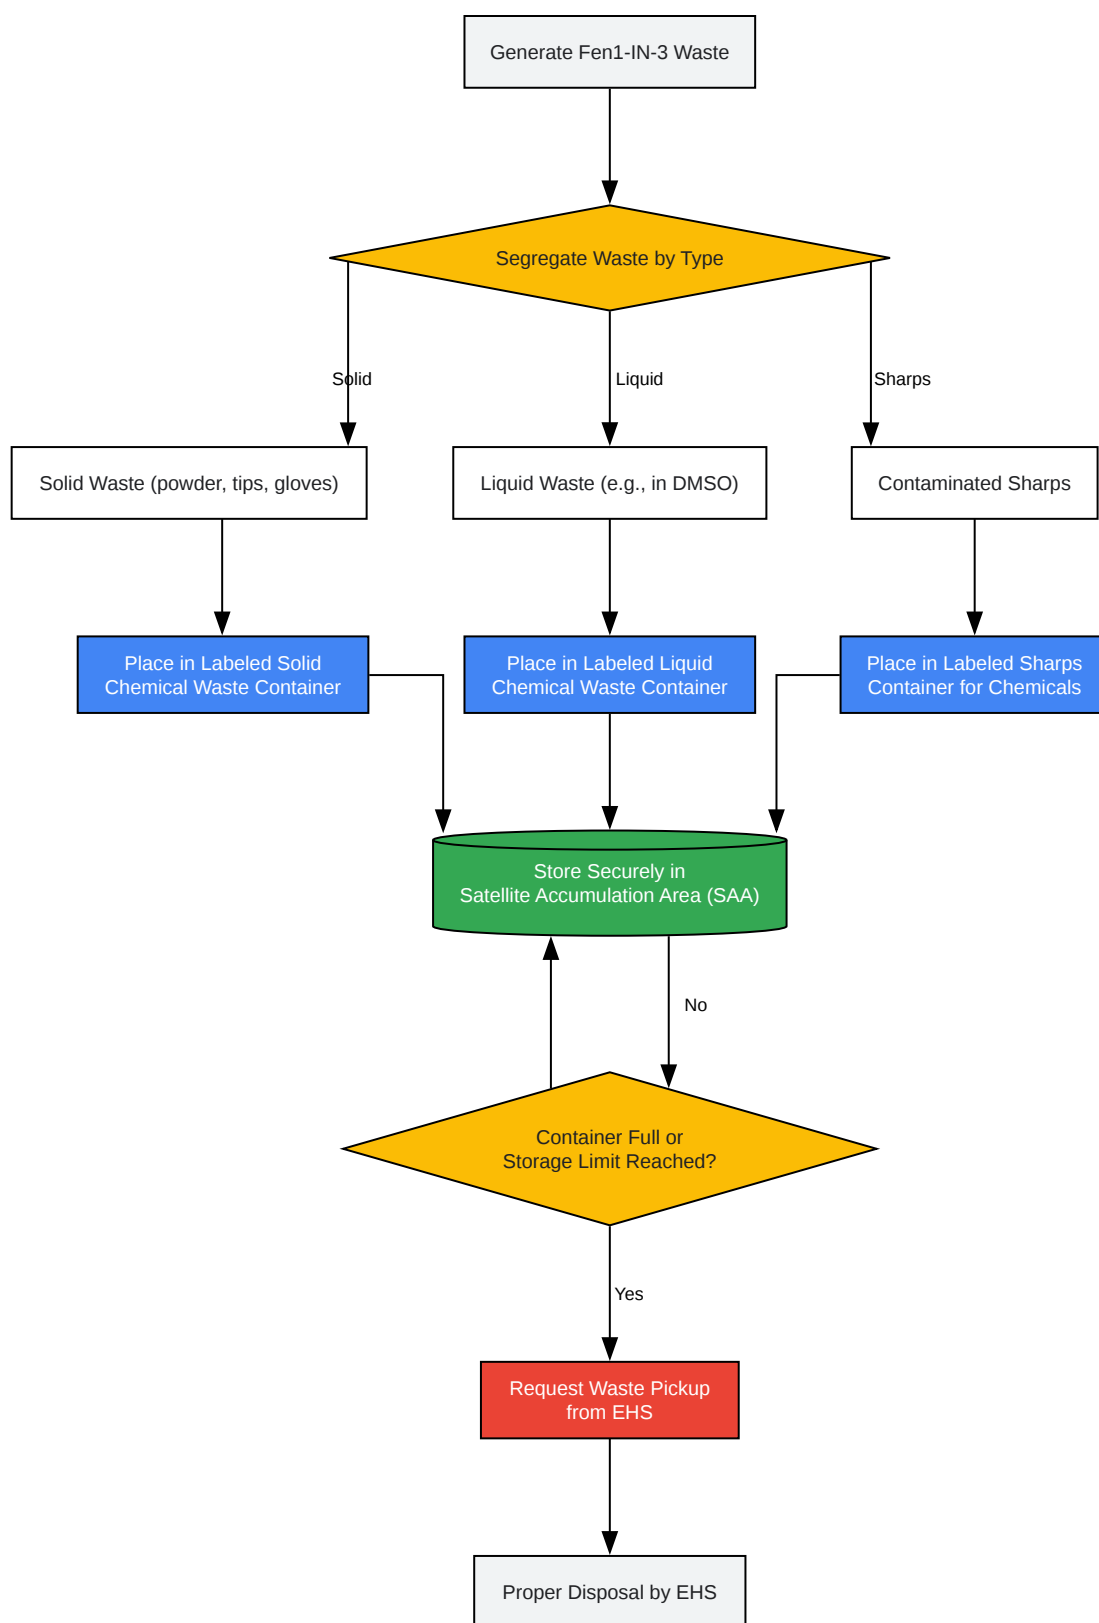 Generate Fen1-IN-3 Waste
Segregate Waste by Type
Solid
Liquid
Sharps
Solid Waste (powder, tips, gloves)
Liquid Waste (e.g., in DMSO)
Contaminated Sharps
Place in Labeled Solid
Chemical Waste Container
Place in Labeled Liquid
Chemical Waste Container
Place in Labeled Sharps
Container for Chemicals
Store Securely in
Satellite Accumulation Area (SAA)
No
Container Full or
Storage Limit Reached?
Yes
Request Waste Pickup
from EHS
Proper Disposal by EHS